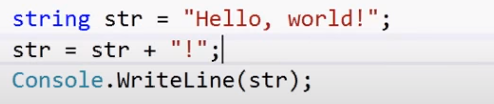 string str = "Hello, world!";
str = str + "!";
Console.WriteLine(str);